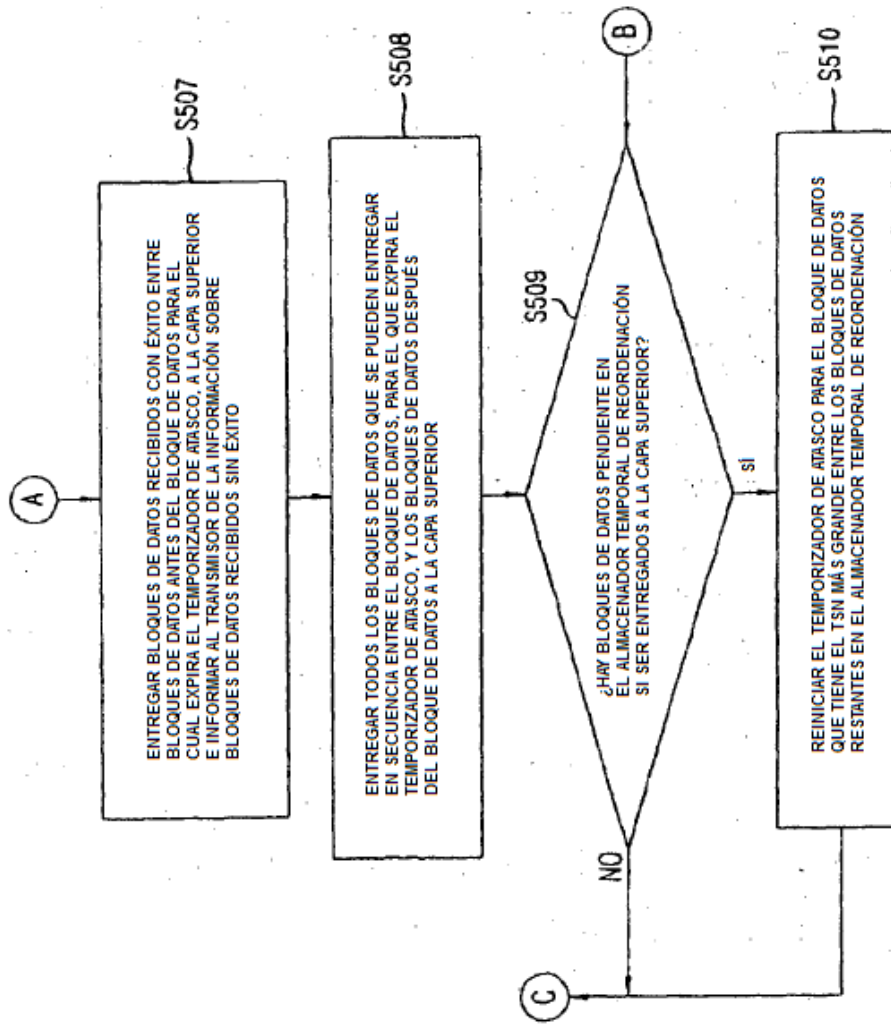 A
S507
ENTREGAR BLOQUES DE DATOS RECIBIDOS CON ÉXITO ENTRE
BLOQUES DE DATOS ANTES DEL BLOQUE DE DATOS PARA EL
CUAL EXPIRA EL TEMPORIZADOR DE ATASCO, A LA CAPA SUPERIOR
E INFORMAR AL TRANSMISOR DE LA INFORMACIÓN SOBRE
BLOQUES DE DATOS RECIBIDOS SIN ÉXITO
S508
ENTREGAR TODOS LOS BLOQUES DE DATOS QUE SE PUEDEN ENTREGAR
EN SECUENCIA ENTRE EL BLOQUE DE DATOS, PARA EL QUE EXPIRA EL
TEMPORIZADOR DE ATASCO, Y LOS BLOQUES DE DATOS DESPUÉS
DEL BLOQUE DE DATOS A LA CAPA SUPERIOR
S509
B
¿HAY BLOQUES DE DATOS PENDIENTE EN
EL ALMACENADOR TEMPORAL DE REORDENACIÓN
SI SER ENTREGADOS A LA CAPA SUPERIOR?
NO
si
C
S510
REINICIAR EL TEMPORIZADOR DE ATASCO PARA EL BLOQUE DE DATOS
QUE TIENE EL TSN MÁS GRANDE ENTRE LOS BLOQUES DE DATOS
RESTANTES EN EL ALMACENADOR TEMPORAL DE REORDENACIÓN